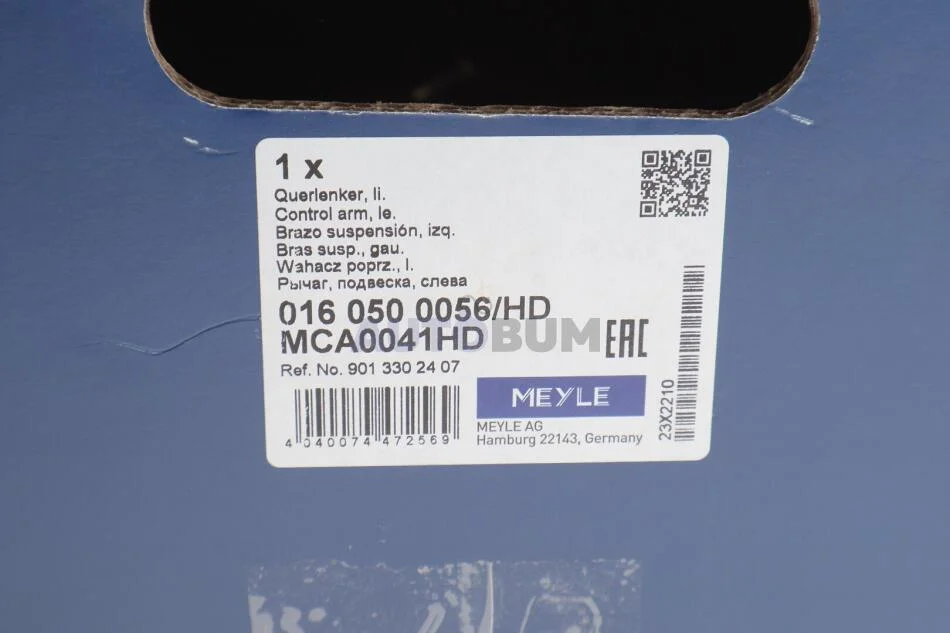 1 x
Querlenker, li.
Control arm, le.
Brazo suspensión, izq.
Bras susp., gau.
Wahacz poprz., l.
Рычаг, подвеска, слева
016 050 0056/HD
MCA0041HD
AUTOBUM
EAC
Ref. No. 901 330 24 07
MEYLE
MEYLE AG
Hamburg 22143, Germany
4 040074 472569
23X2210